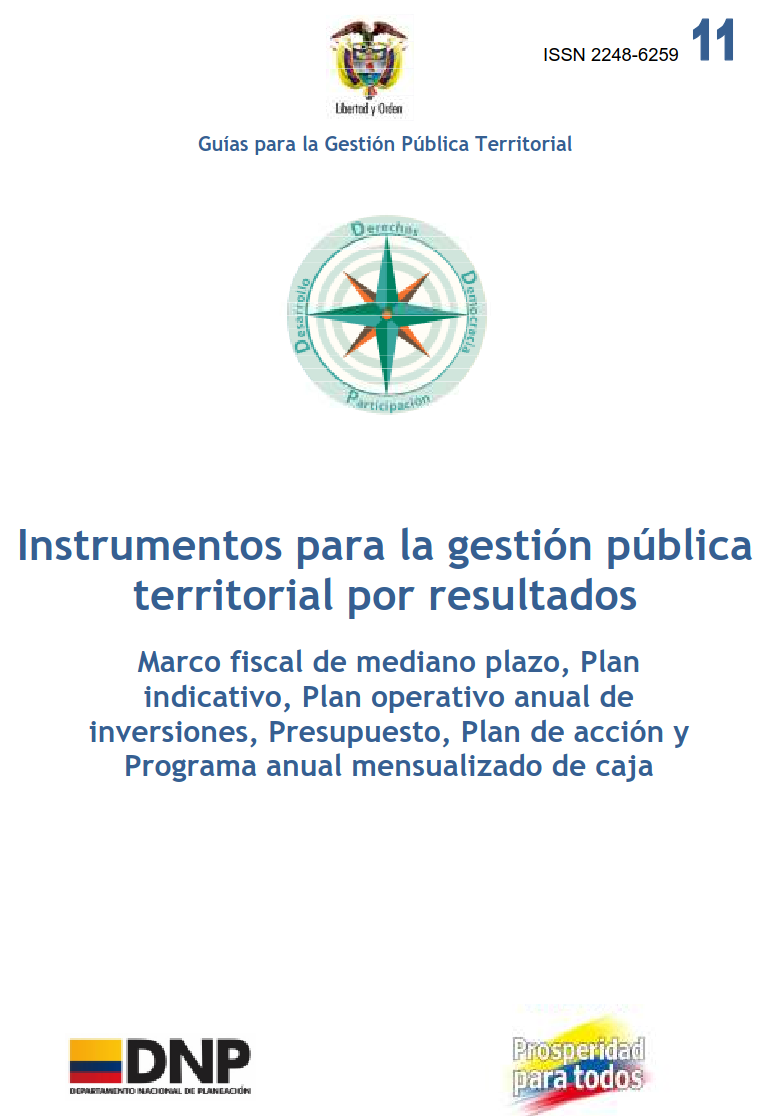 ISSN 2248-6259
11
Libertad y Orden
Guías para la Gestión Pública Territorial
Derechos
Desarrollo
Democracia
Participación
Instrumentos para la gestión pública
territorial por resultados
Marco fiscal de mediano plazo, Plan
indicativo, Plan operativo anual de
inversiones, Presupuesto, Plan de acción y
Programa anual mensualizado de caja
DNP
DEPARTAMENTO NACIONAL DE PLANEACIÓN
Prosperidad
para todos